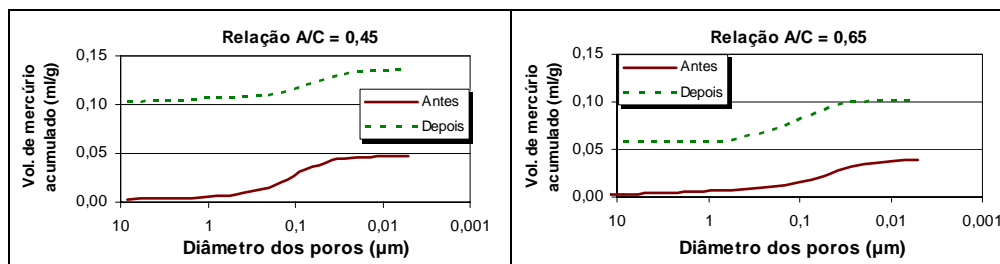 Relação A/C = 0,45
Vol. de mercúrio
acumulado (ml/g)
0,15
0,10
0,05
0,00
Antes
Depois
10
1
0,1
0,01
0,001
Diâmetro dos poros (µm)
Relação A/C = 0,65
Vol. de mercúrio
acumulado (ml/g)
0,15
0,10
0,05
0,00
Antes
Depois
10
1
0,1
0,01
0,001
Diâmetro dos poros (µm)